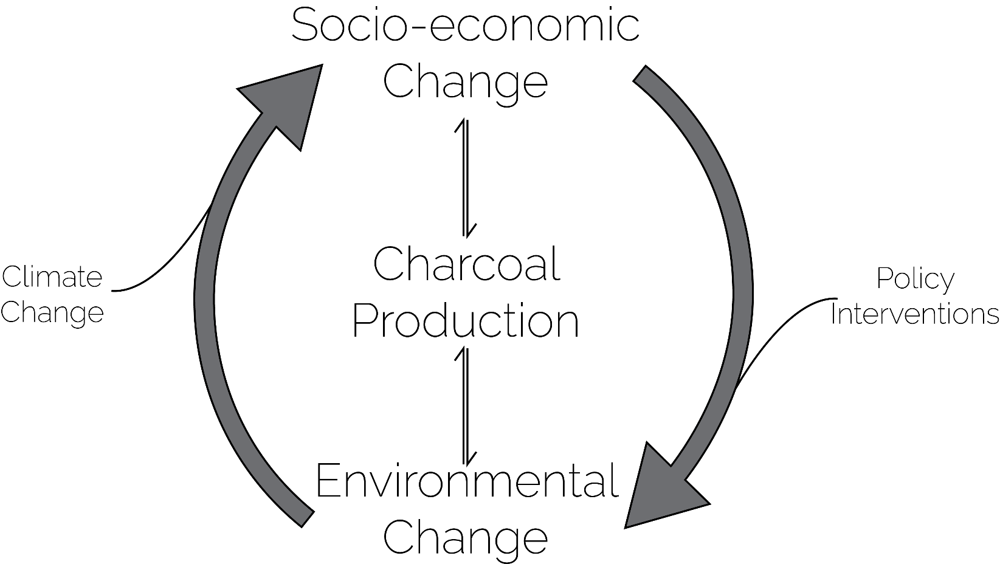 Socio-economic
Change
Charcoal
Production
Climate
Change
Policy
Interventions
Environmental
Change